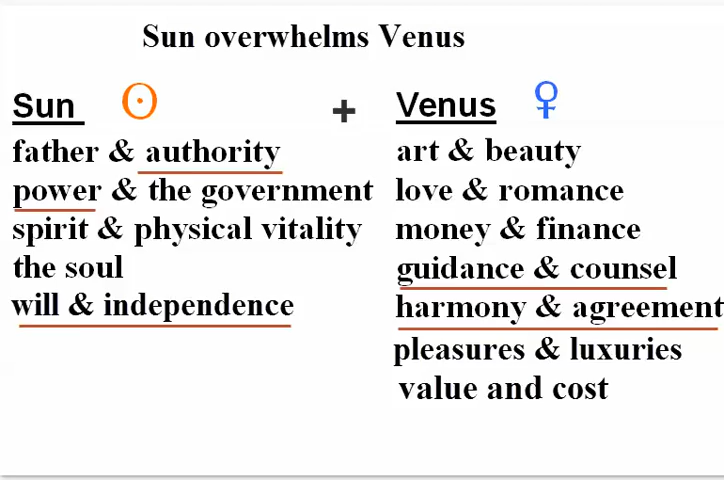 Sun overwhelms Venus
Sun ☉ + Venus ♀
father & authority
power & the government
spirit & physical vitality
the soul
will & independence
art & beauty
love & romance
money & finance
guidance & counsel
harmony & agreement
pleasures & luxuries
value and cost